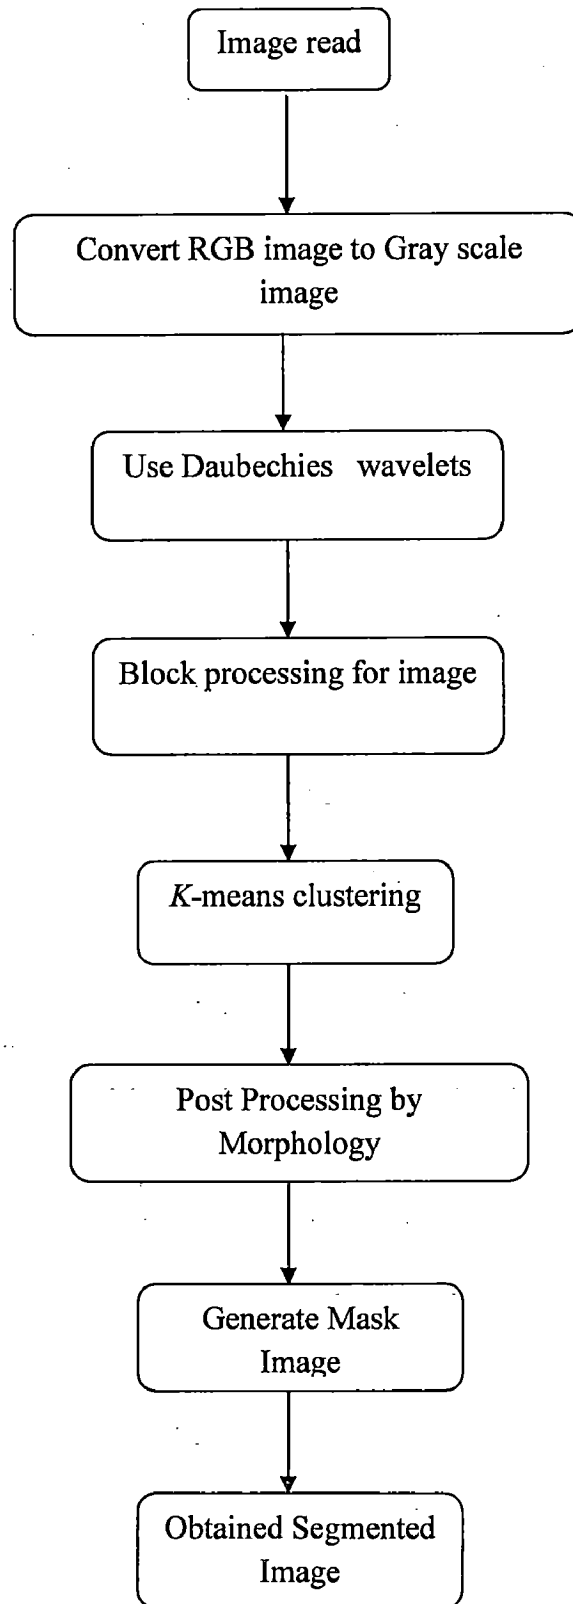 Image read
Convert RGB image to Gray scale
image
Use Daubechies wavelets
Block processing for image
K-means clustering
Post Processing by
Morphology
Generate Mask
Image
Obtained Segmented
Image